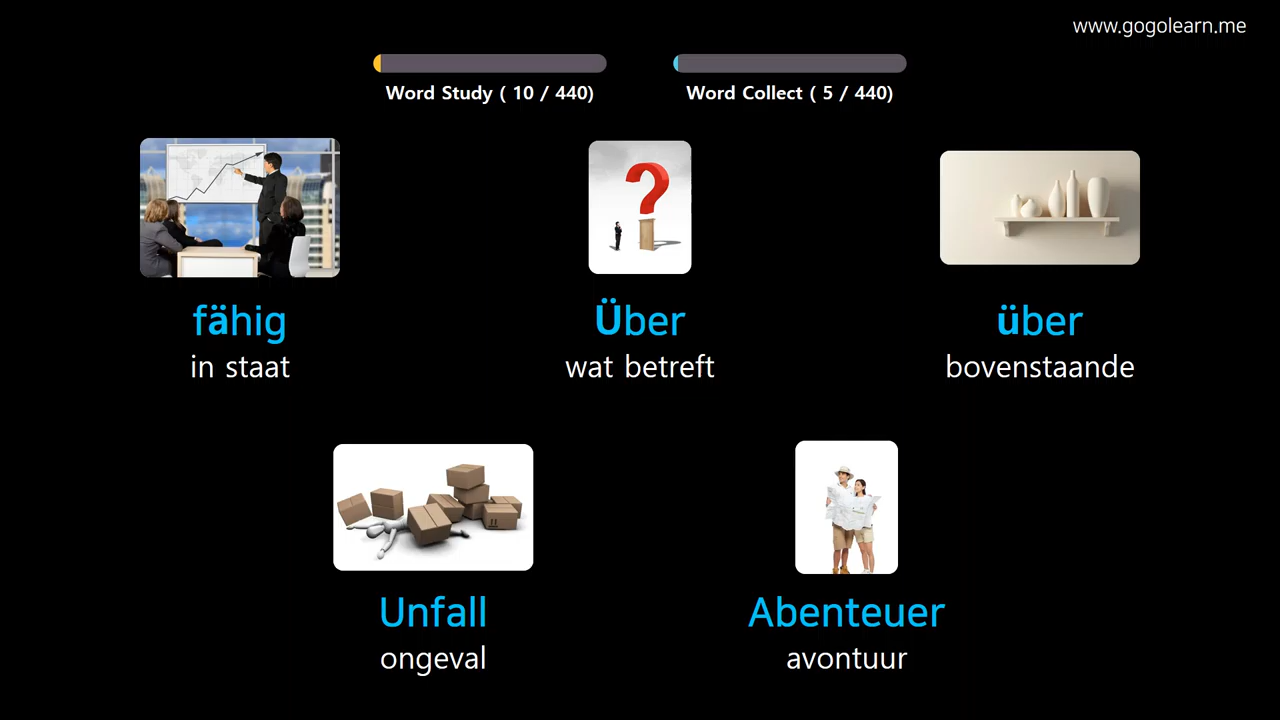 www.gogolearn.me
Word Study ( 10 / 440)
Word Collect ( 5 / 440)
fähig
in staat
Über
wat betreft
über
bovenstaande
Unfall
ongeval
Abenteuer
avontuur